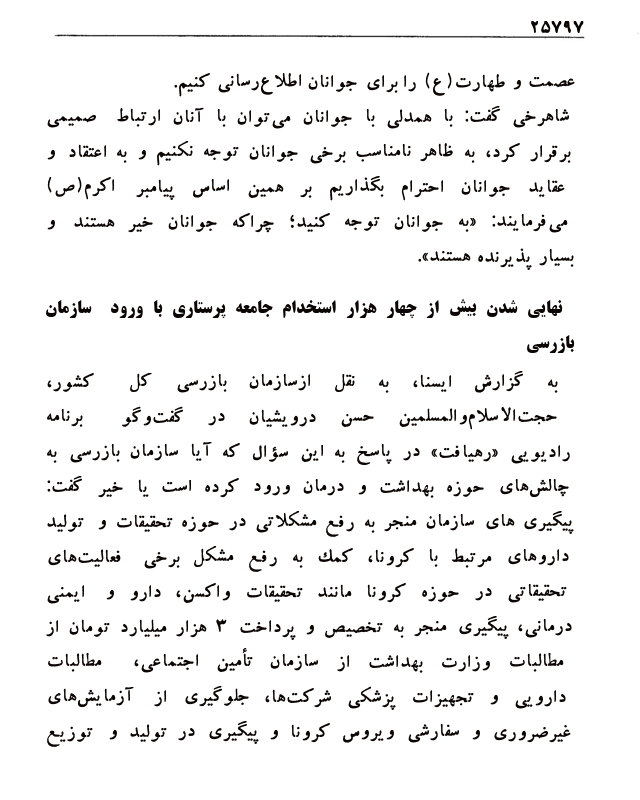 ۲۵۷۹۷
عصمت و طهارت(ع) را برای جوانان اطلاع‌رسانی کنیم.
شاهرخی گفت: با همدلی با جوانان می‌توان با آنان ارتباط صمیمی
برقرار کرد، به ظاهر نامناسب برخی جوانان توجه نکنیم و به اعتقاد و
عقاید جوانان احترام بگذاریم بر همین اساس پیامبر اکرم(ص)
می‌فرمایند: «به جوانان توجه کنید؛ چراکه جوانان خیر هستند و
بسیار پذیرنده هستند».
نهایی شدن بیش از چهار هزار استخدام جامعه پرستاری با ورود سازمان
بازرسی
به گزارش ایسنا، به نقل ازسازمان بازرسی کل کشور،
حجت‌الاسلام‌والمسلمین حسن درویشیان در گفت‌وگو برنامه
رادیویی «رهیافت» در پاسخ به این سؤال که آیا سازمان بازرسی به
چالش‌های حوزه بهداشت و درمان ورود کرده است یا خیر گفت:
پیگیری های سازمان منجر به رفع مشکلاتی در حوزه تحقیقات و تولید
داروهای مرتبط با کرونا، کمک به رفع مشکل برخی فعالیت‌های
تحقیقاتی در حوزه کرونا مانند تحقیقات واکسن، دارو و ایمنی
درمانی، پیگیری منجر به تخصیص و پرداخت ۳ هزار میلیارد تومان از
مطالبات وزارت بهداشت از سازمان تأمین اجتماعی، مطالبات
دارویی و تجهیزات پزشکی شرکت‌ها، جلوگیری از آزمایش‌های
غیرضروری و سفارشی ویروس کرونا و پیگیری در تولید و توزیع